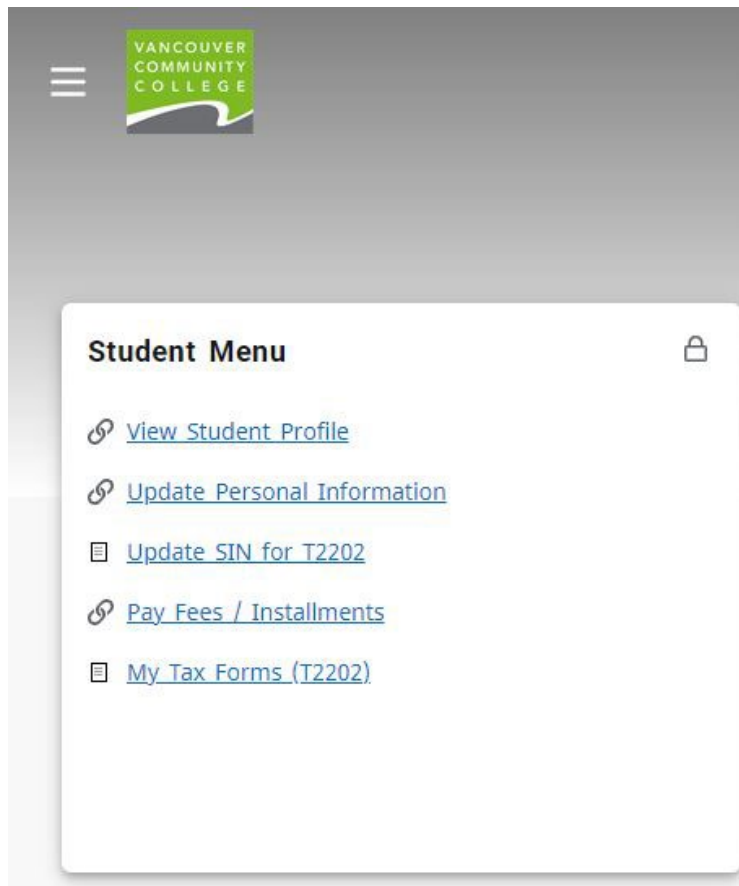 VANCOUVER
COMMUNITY
COLLEGE
Student Menu
View Student Profile
Update Personal Information
Update SIN for T2202
Pay Fees / Installments
My Tax Forms (T2202)